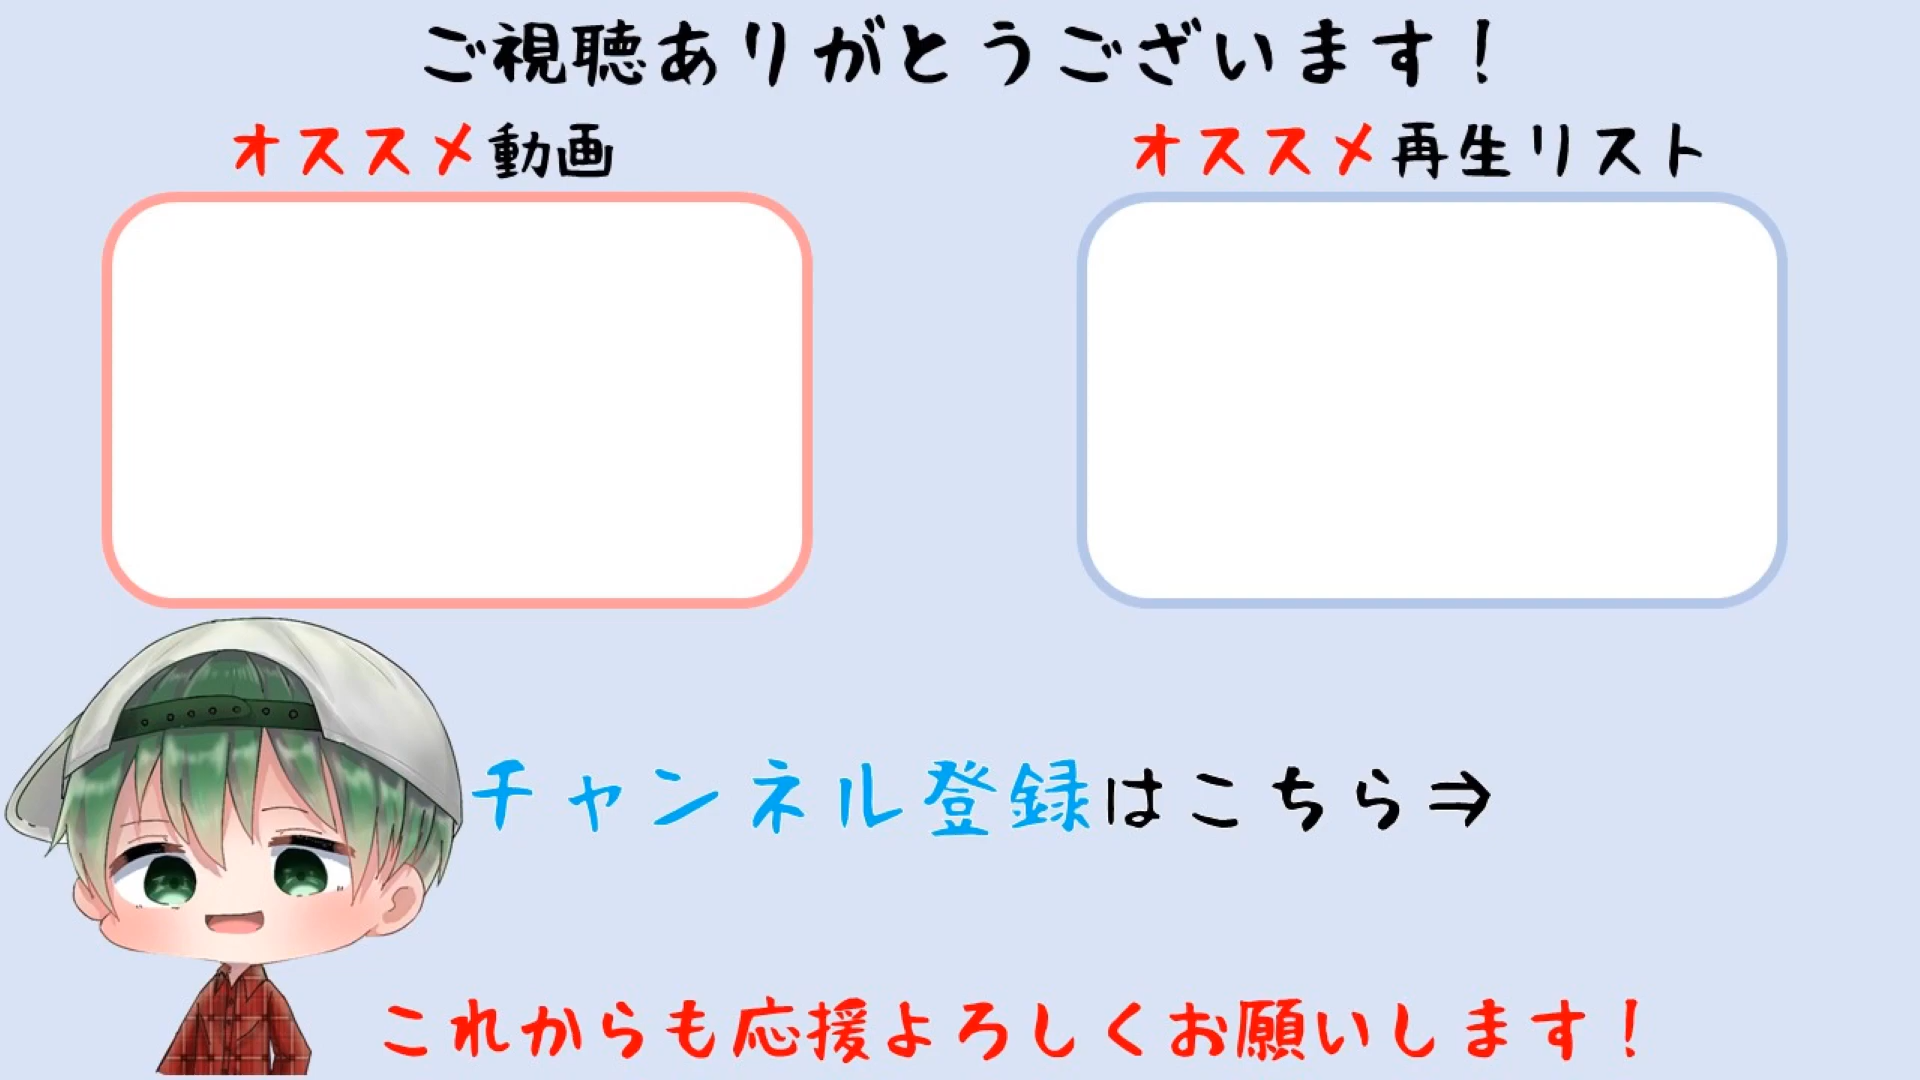 ご視聴ありがとうございます！
オススメ動画
オススメ再生リスト
チャンネル登録はこちら⇒
これからも応援よろしくお願いします！